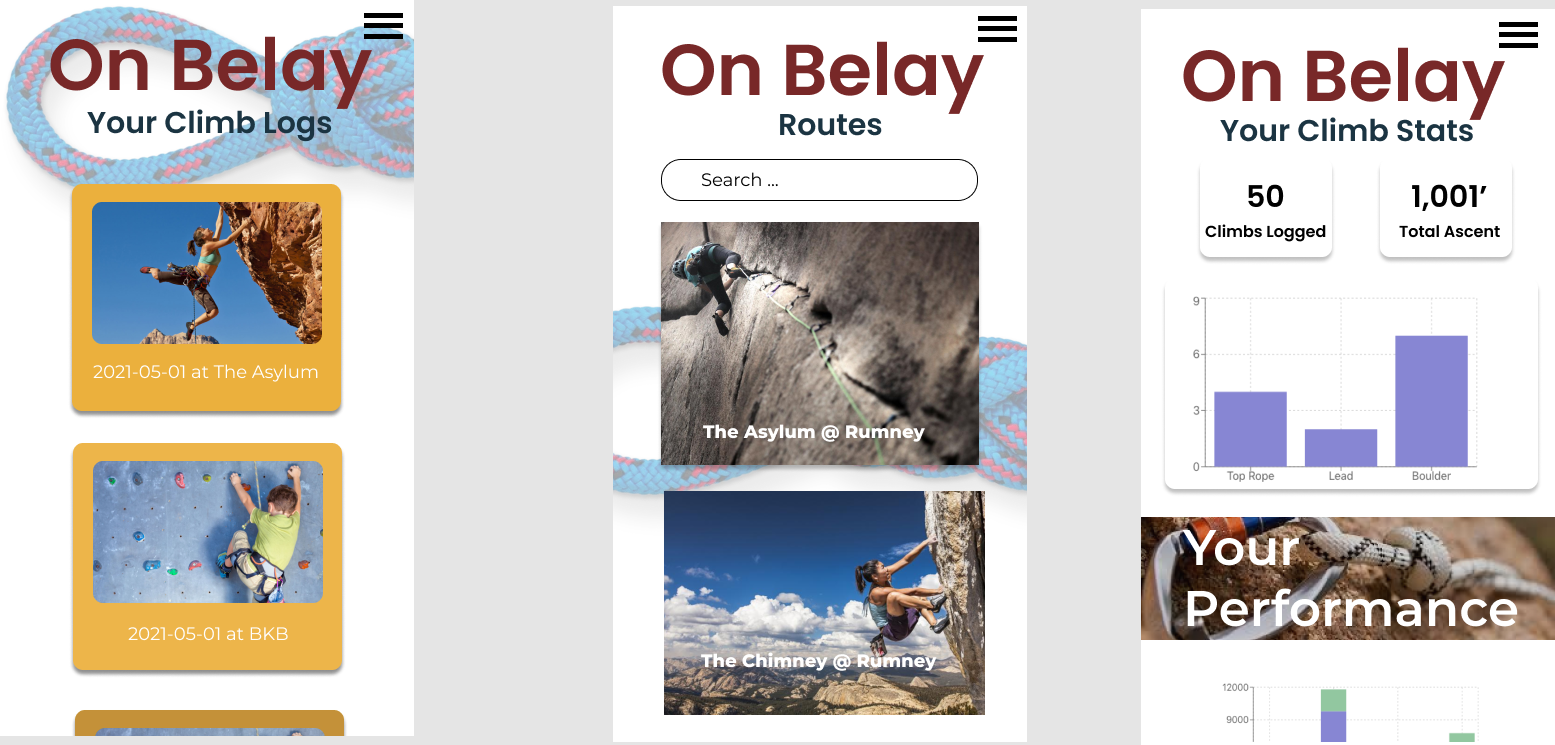 On Belay
Your Climb Logs
2021-05-01 at The Asylum
2021-05-01 at BKB
On Belay
Routes
Search ...
The Asylum @ Rumney
The Chimney @ Rumney
On Belay
Your Climb Stats
50
Climbs Logged
1,001’
Total Ascent
9
6
3
0
Top Rope Lead Boulder
Your
Performance
12000
9000